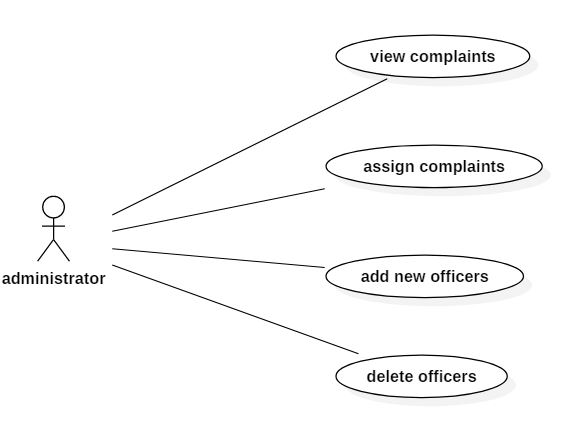 view complaints
assign complaints
administrator
add new officers
delete officers